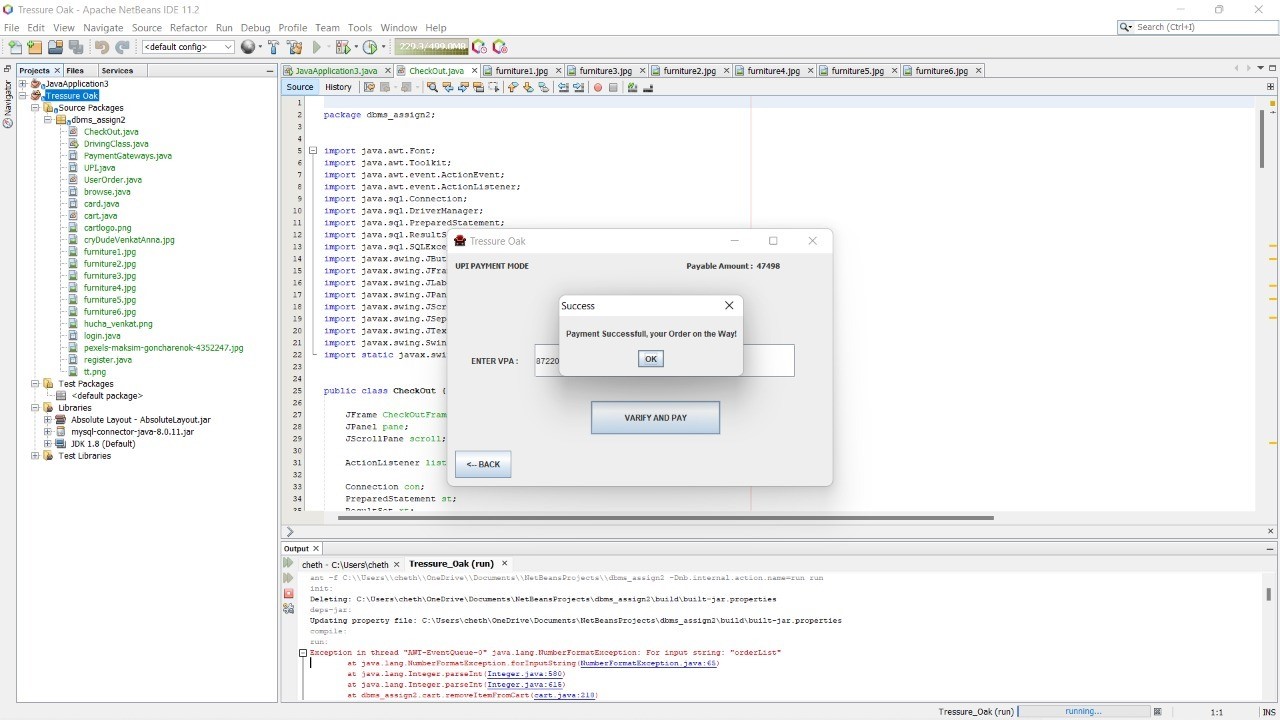 Tressure Oak - Apache NetBeans IDE 11.2
File Edit View Navigate Source Refactor Run Debug Profile Team Tools Window Help
Search (Ctrl+I)
<default config>
229.3/499.0MB
Projects Files Services
Navigator
JavaApplication3
Tressure Oak
Source Packages
dbms_assign2
CheckOut.java
DrivingClass.java
PaymentGateways.java
UPI.java
UserOrder.java
browse.java
card.java
cart.java
cartlogo.png
cryDudeVenkatAnna.jpg
furniture1.jpg
furniture2.jpg
furniture3.jpg
furniture4.jpg
furniture5.jpg
furniture6.jpg
hucha_venkat.png
login.java
pexels-maksim-goncharenok-4352247.jpg
register.java
tt.png
Test Packages
<default package>
Libraries
Absolute Layout - AbsoluteLayout.jar
mysql-connector-java-8.0.11.jar
JDK 1.8 (Default)
Test Libraries
JavaApplication3.java CheckOut.java furniture1.jpg furniture3.jpg furniture2.jpg furniture4.jpg furniture5.jpg furniture6.jpg
Source History
1
2 package dbms_assign2;
3
4
5 import java.awt.Font;
6 import java.awt.Toolkit;
7 import java.awt.event.ActionEvent;
8 import java.awt.event.ActionListener;
9 import java.sql.Connection;
10 import java.sql.DriverManager;
11 import java.sql.PreparedStatement;
12 import java.sql.ResultS
13 import java.sql.SQLExce
14 import javax.swing.JBut
15 import javax.swing.JFra
16 import javax.swing.JLab
17 import javax.swing.JPan
18 import javax.swing.JScr
19 import javax.swing.JSep
20 import javax.swing.JTex
21 import javax.swing.Swin
22 import static javax.swi
23
24
25 public class CheckOut {
26
27 JFrame CheckOutFram
28 JPanel pane;
29 JScrollPane scroll;
30
31 ActionListener list
32
33 Connection con;
34 PreparedStatement st;
35 ResultSet rs;
Tressure Oak
UPI PAYMENT MODE Payable Amount : 47498
Success
Payment Successfull, your Order on the Way!
OK
ENTER VPA : 87220
VARIFY AND PAY
<-- BACK
Output
cheth - C:\Users\cheth Tressure_Oak (run)
ant -f C:\\Users\\cheth\\OneDrive\\Documents\\NetBeansProjects\\dbms_assign2 -Dnb.internal.action.name=run run
init:
Deleting: C:\Users\cheth\OneDrive\Documents\NetBeansProjects\dbms_assign2\build\built-jar.properties
deps-jar:
Updating property file: C:\Users\cheth\OneDrive\Documents\NetBeansProjects\dbms_assign2\build\built-jar.properties
compile:
run:
Exception in thread "AWT-EventQueue-0" java.lang.NumberFormatException: For input string: "orderList"
at java.lang.NumberFormatException.forInputString(NumberFormatException.java:65)
at java.lang.Integer.parseInt(Integer.java:580)
at java.lang.Integer.parseInt(Integer.java:615)
at dbms_assign2.cart.removeItemFromCart(cart.java:218)
Tressure_Oak (run) running... 1:1 INS